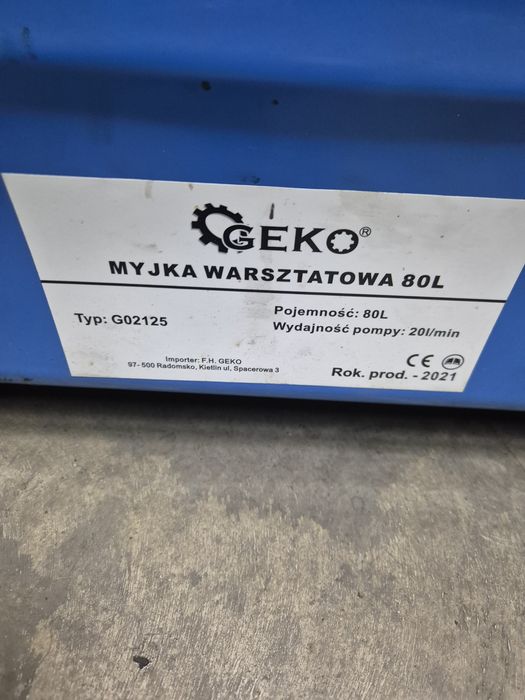 GEKO®
MYJKA WARSZTATOWA 80L
Typ: G02125
Pojemność: 80L
Wydajność pompy: 20l/min
Importer: F.H. GEKO
97- 500 Radomsko, Kietlin ul, Spacerowa 3
CE
Rok. prod. - 2021